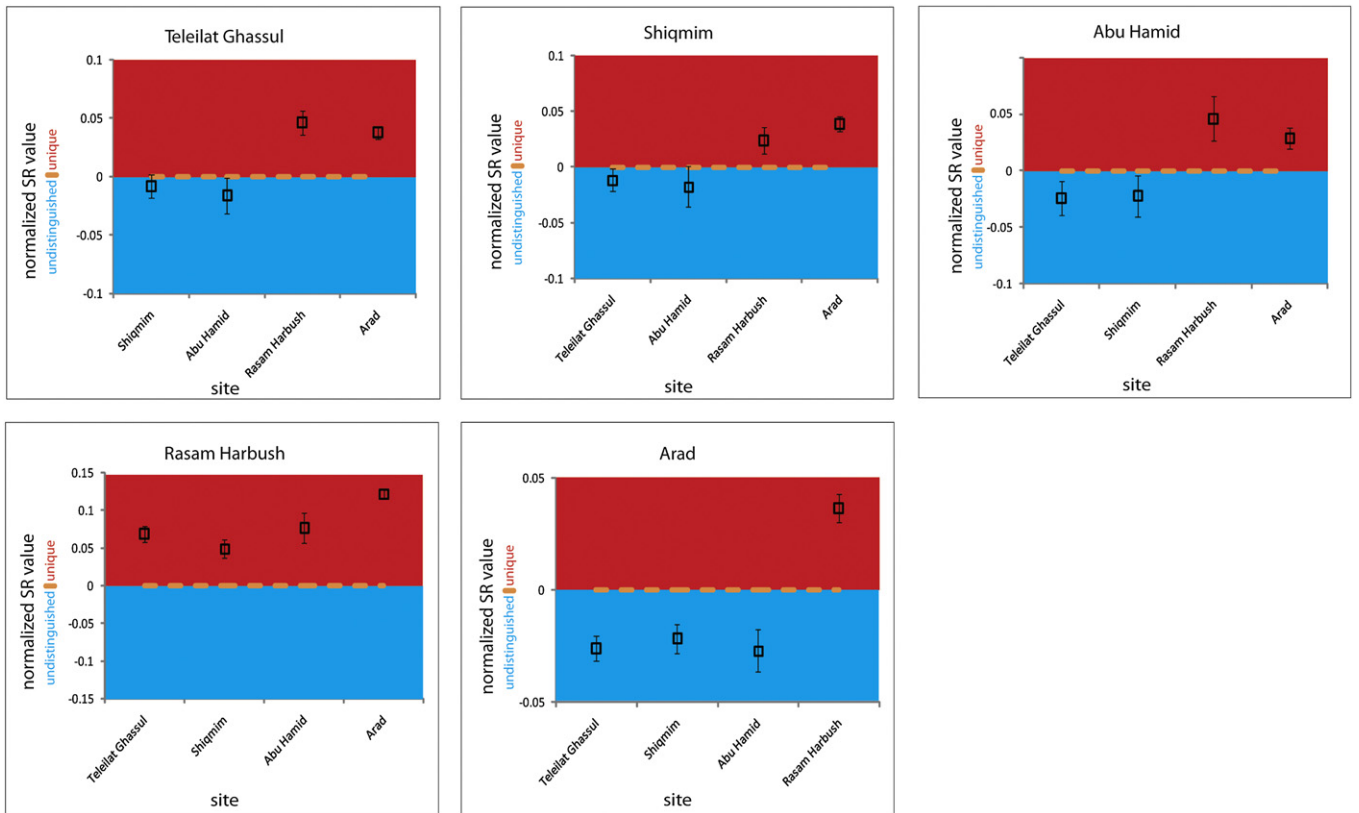 Teleilat Ghassul
normalized SR value
undistinguished unique
0.1
0.05
0
-0.05
-0.1
Shiqmim
Abu Hamid
Rasam Harbush
Arad
site
Shiqmim
normalized SR value
undistinguished unique
0.1
0.05
0
-0.05
-0.1
Teleilat Ghassul
Abu Hamid
Rasam Harbush
Arad
site
Abu Hamid
normalized SR value
undistinguished unique
0.05
0
-0.05
-0.1
Teleilat Ghassul
Shiqmim
Rasam Harbush
Arad
site
Rasam Harbush
normalized SR value
undistinguished unique
0.15
0.1
0.05
0
-0.05
-0.1
-0.15
Teleilat Ghassul
Shiqmim
Abu Hamid
Arad
site
Arad
normalized SR value
undistinguished unique
0.05
0
-0.05
Teleilat Ghassul
Shiqmim
Abu Hamid
Rasam Harbush
site